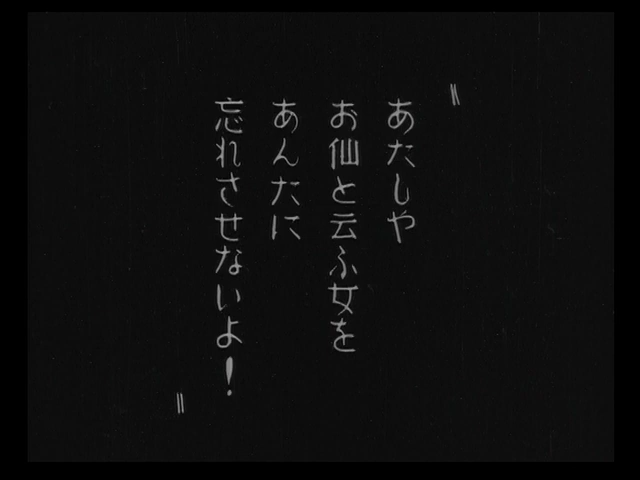 〝あたしや
お仙と云ふ女を
あんたに
忘れさせないよ！〟